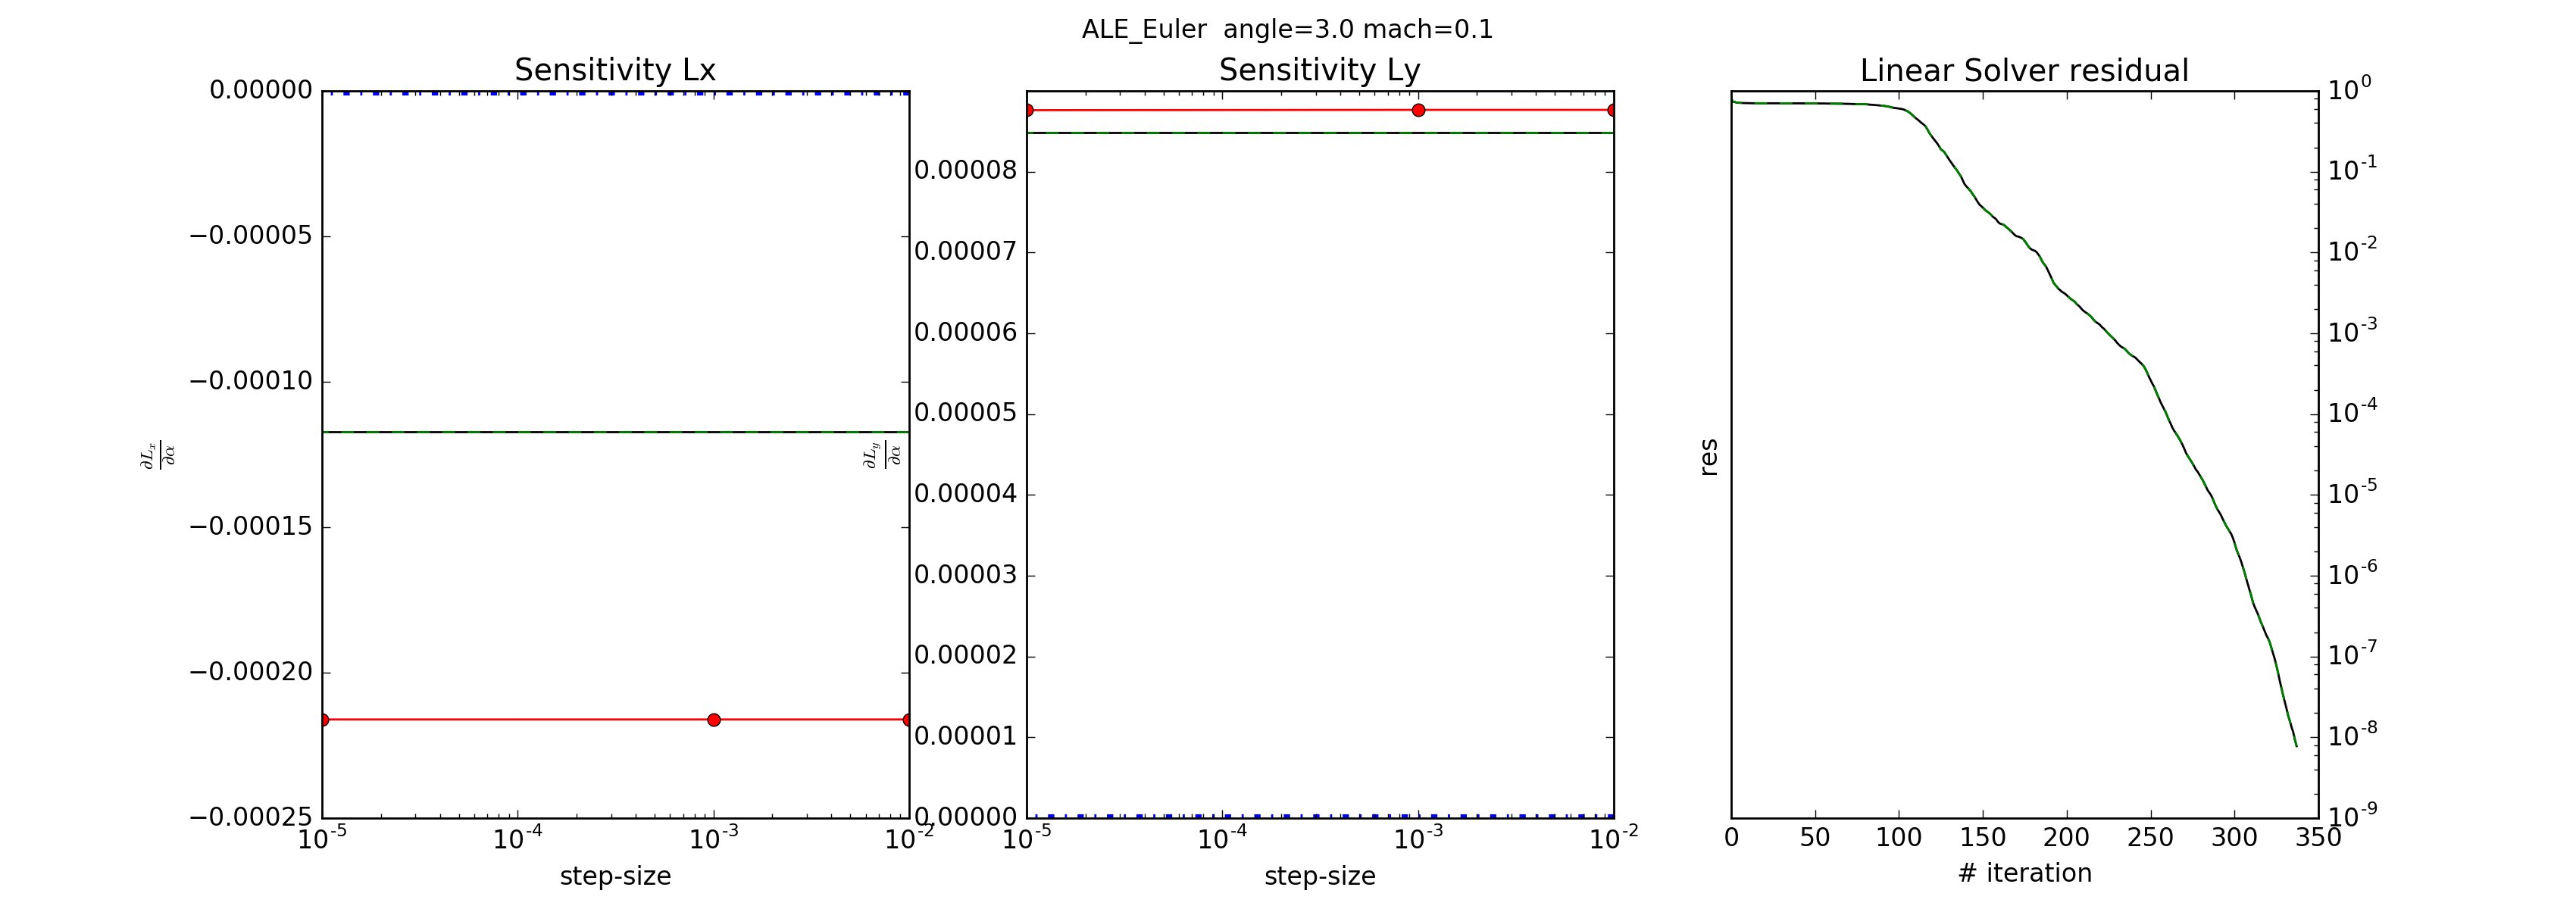 ALE_Euler  angle=3.0 mach=0.1
Sensitivity Lx
0.00000
−0.00005
−0.00010
−0.00015
−0.00020
−0.00025
∂Lₓ/∂α
10⁻⁵ 10⁻⁴ 10⁻³ 10⁻²
step-size
Sensitivity Ly
0.00008
0.00007
0.00006
0.00005
0.00004
0.00003
0.00002
0.00001
0.00000
∂L_y/∂α
10⁻⁵ 10⁻⁴ 10⁻³ 10⁻²
step-size
Linear Solver residual
10⁰
10⁻¹
10⁻²
10⁻³
10⁻⁴
10⁻⁵
10⁻⁶
10⁻⁷
10⁻⁸
10⁻⁹
res
0 50 100 150 200 250 300 350
# iteration